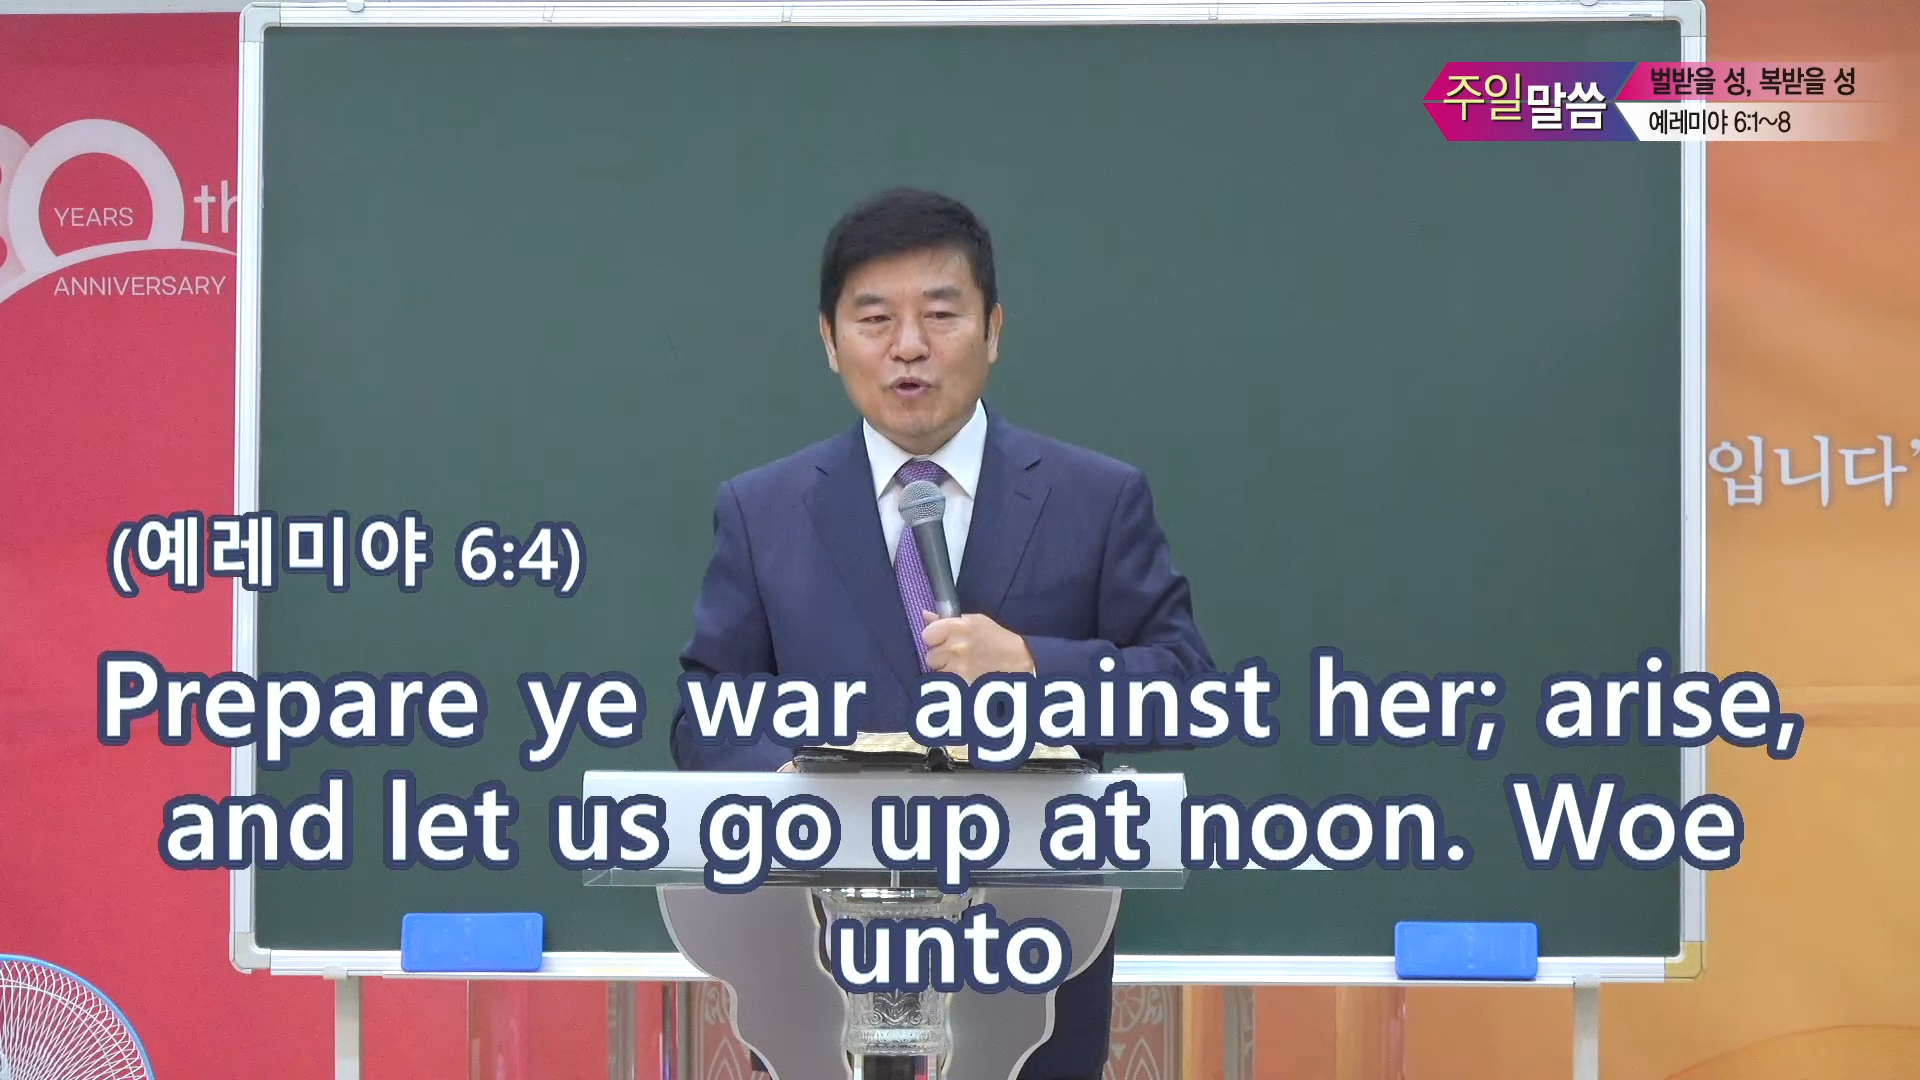 주일말씀
벌받을 성, 복받을 성
예레미야 6:1~8
0th
YEARS
ANNIVERSARY
입니다"
(예레미야 6:4)
Prepare ye war against her; arise,
and let us go up at noon. Woe
unto